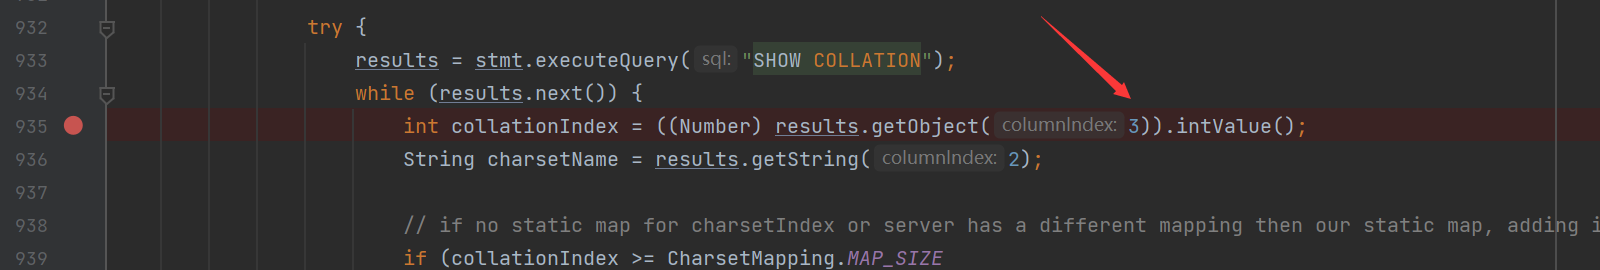 932 try {
933 results = stmt.executeQuery( sql: "SHOW COLLATION");
934 while (results.next()) {
935 int collationIndex = ((Number) results.getObject( columnIndex: 3)).intValue();
936 String charsetName = results.getString( columnIndex: 2);
937
938 // if no static map for charsetIndex or server has a different mapping then our static map, adding i
939 if (collationIndex >= CharsetMapping.MAP_SIZE